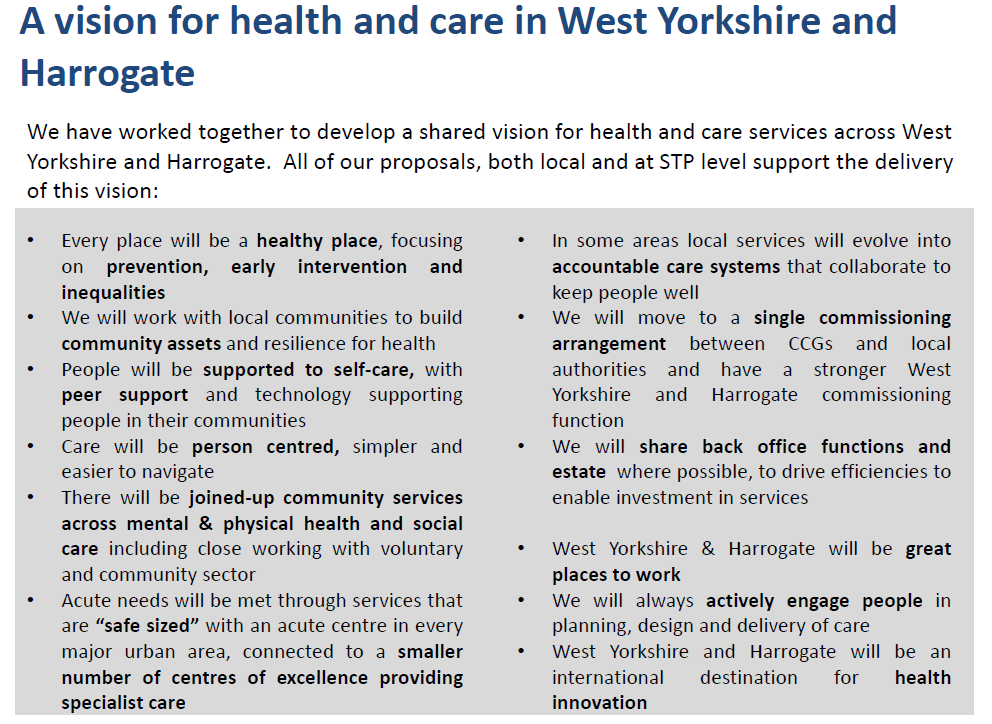 A vision for health and care in West Yorkshire and
Harrogate
We have worked together to develop a shared vision for health and care services across West
Yorkshire and Harrogate.  All of our proposals, both local and at STP level support the delivery
of this vision:
• Every place will be a healthy place, focusing
on prevention, early intervention and
inequalities
• We will work with local communities to build
community assets and resilience for health
• People will be supported to self-care, with
peer support and technology supporting
people in their communities
• Care will be person centred, simpler and
easier to navigate
• There will be joined-up community services
across mental & physical health and social
care including close working with voluntary
and community sector
• Acute needs will be met through services that
are “safe sized” with an acute centre in every
major urban area, connected to a smaller
number of centres of excellence providing
specialist care
• In some areas local services will evolve into
accountable care systems that collaborate to
keep people well
• We will move to a single commissioning
arrangement between CCGs and local
authorities and have a stronger West
Yorkshire and Harrogate commissioning
function
• We will share back office functions and
estate  where possible, to drive efficiencies to
enable investment in services
• West Yorkshire & Harrogate will be great
places to work
• We will always actively engage people in
planning, design and delivery of care
• West Yorkshire and Harrogate will be an
international destination for health
innovation